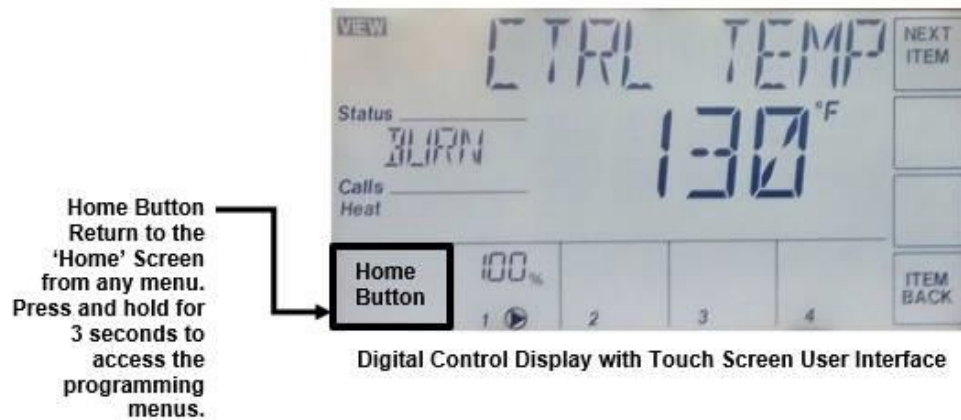 VIEW
CTRL TEMP
NEXT
ITEM
Status
BURN
130 °F
Calls
Heat
Home Button
Return to the
‘Home’ Screen
from any menu.
Press and hold for
3 seconds to
access the
programming
menus.
Home
Button
100%
1
2
3
4
ITEM
BACK
Digital Control Display with Touch Screen User Interface